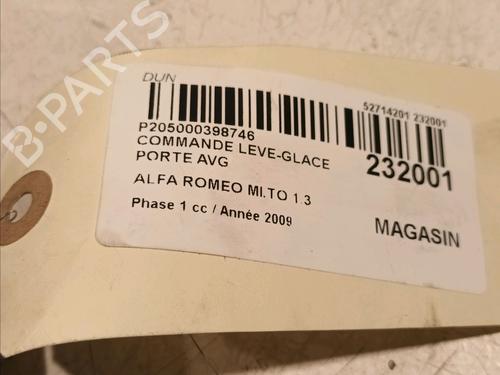 DUN
52714201 232001
P205000398746
COMMANDE LEVE-GLACE
PORTE AVG
232001
ALFA ROMEO MI.TO 1.3
Phase 1 cc / Année 2009
MAGASIN
B-PARTS